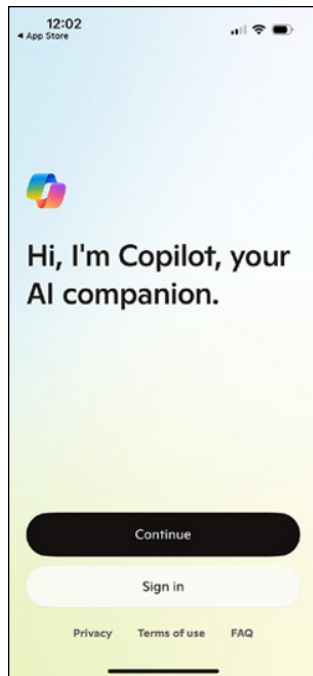 12:02
◀ App Store
Hi, I'm Copilot, your
AI companion.
Continue
Sign in
Privacy Terms of use FAQ